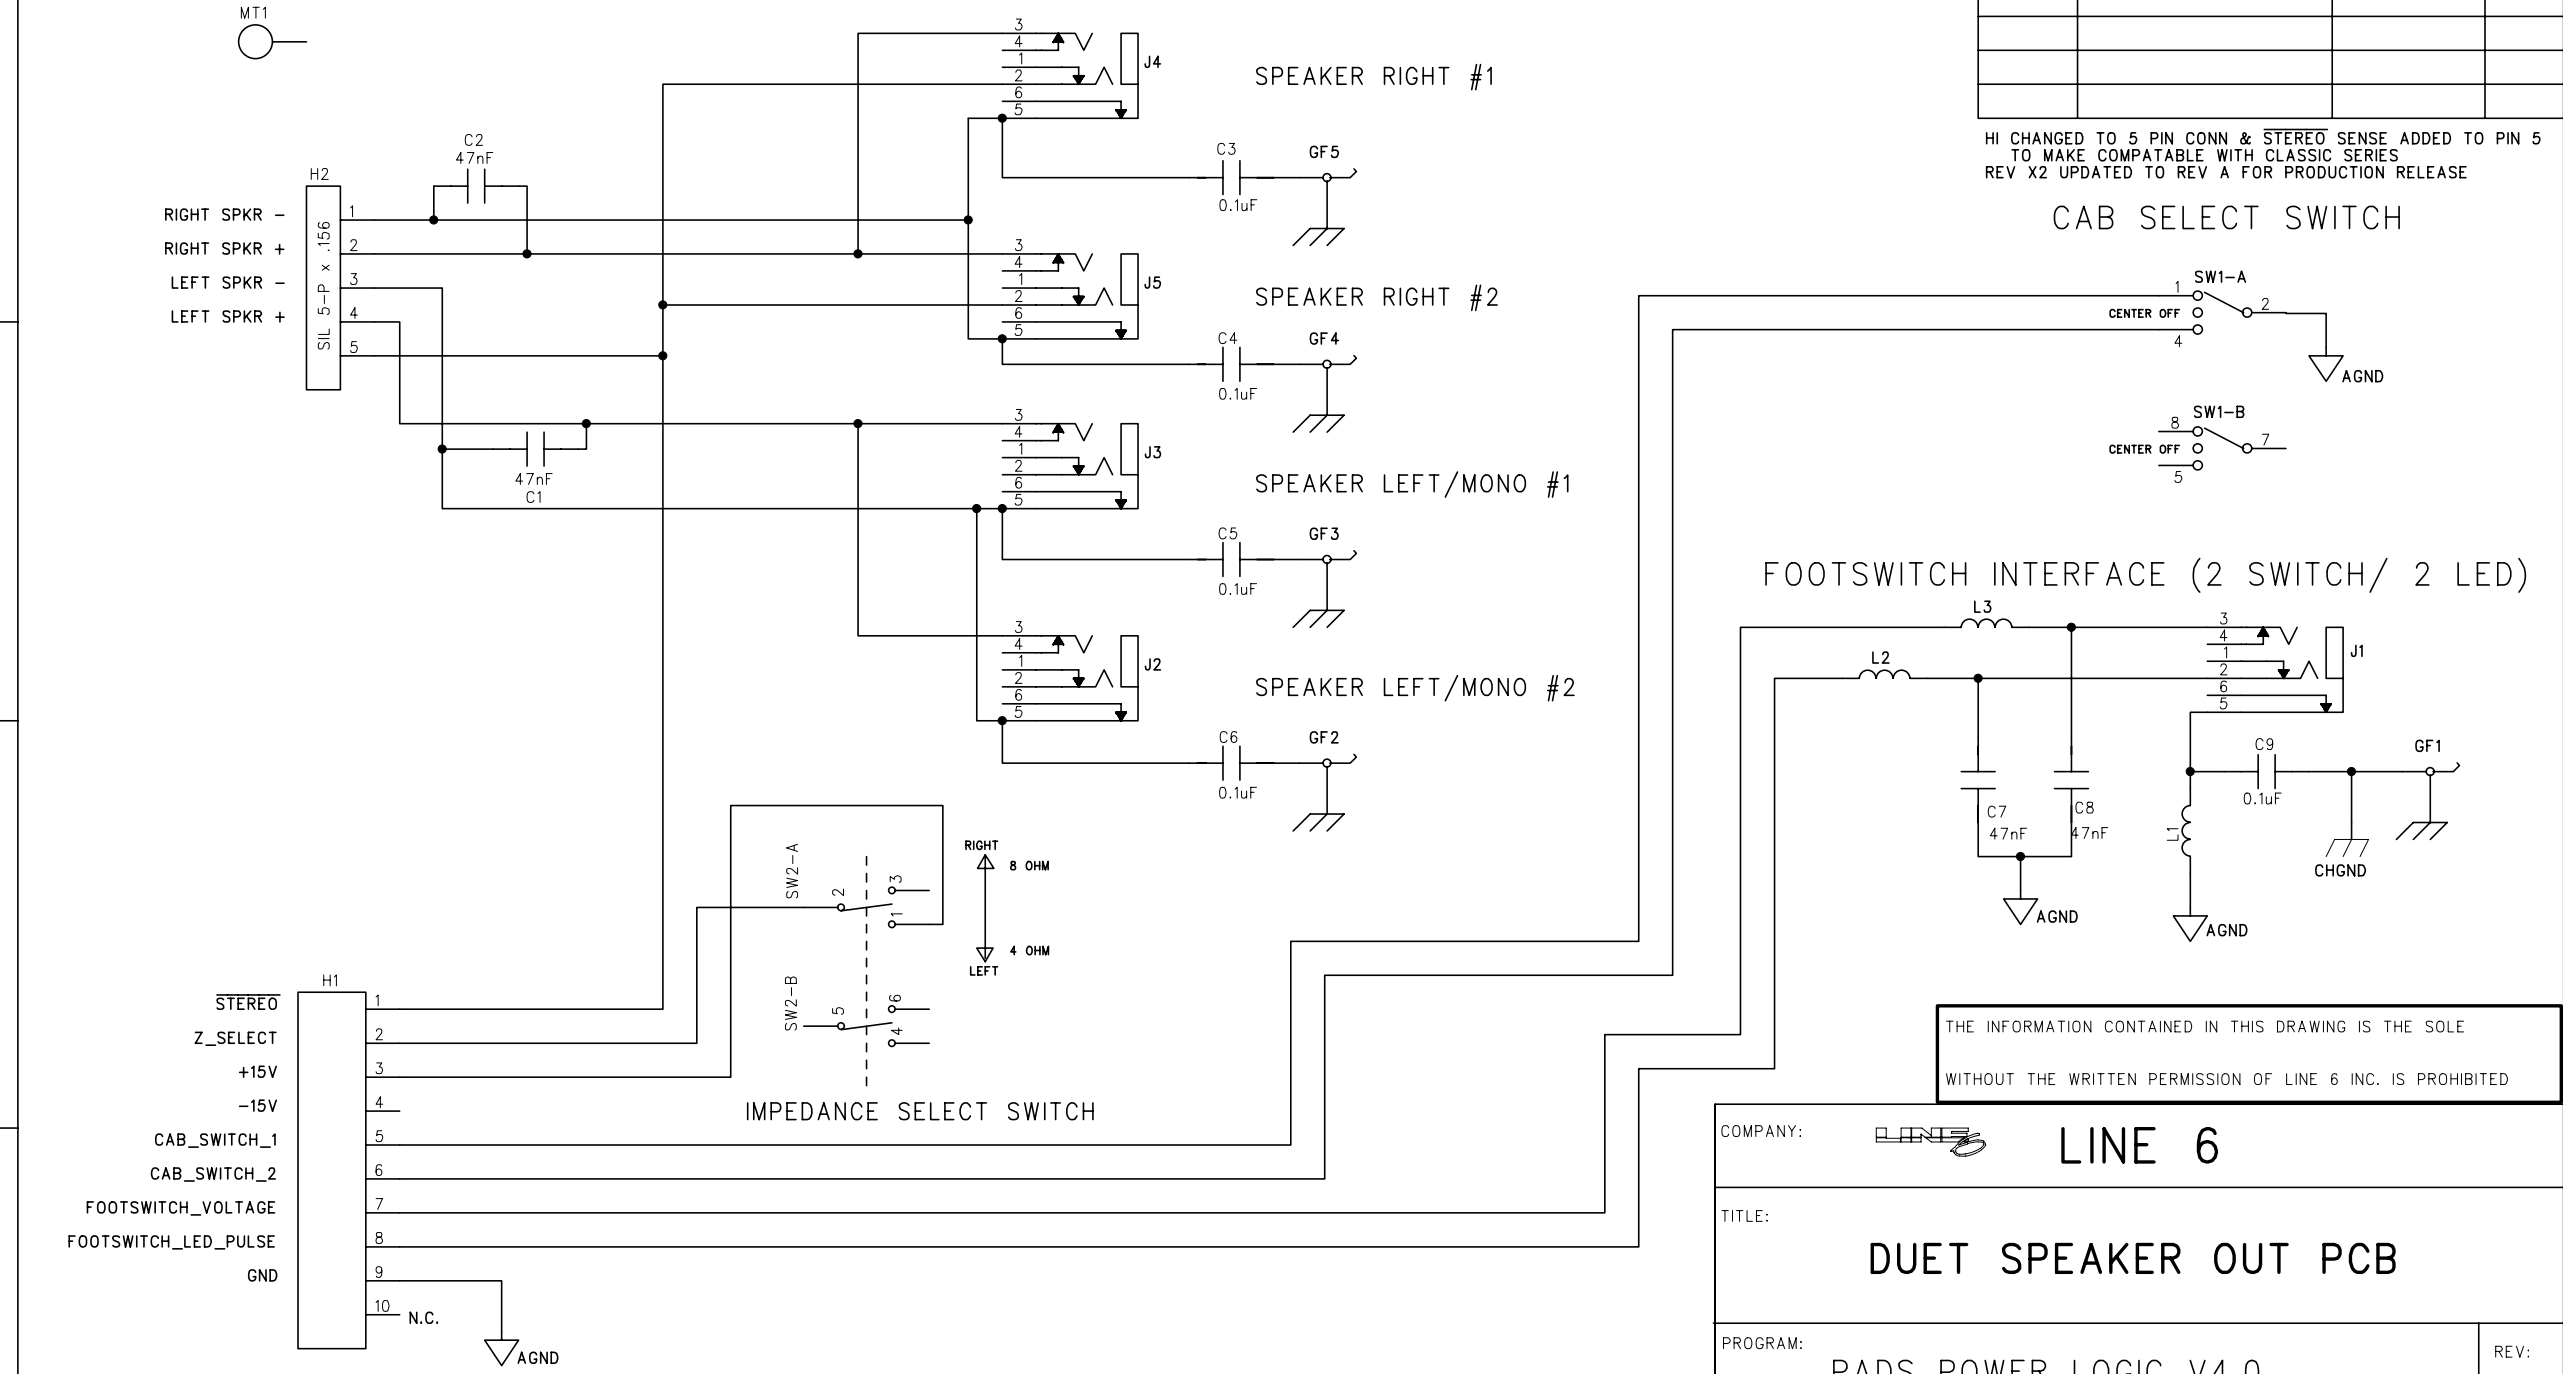 MT1
3
4
1
2
6
5
J4
SPEAKER RIGHT #1
C3
0.1uF
GF5
HI CHANGED TO 5 PIN CONN & STEREO SENSE ADDED TO PIN 5
TO MAKE COMPATABLE WITH CLASSIC SERIES
REV X2 UPDATED TO REV A FOR PRODUCTION RELEASE
C2
47nF
H2
SIL 5-P x .156
RIGHT SPKR -
1
RIGHT SPKR +
2
LEFT SPKR -
3
LEFT SPKR +
4
5
3
4
1
2
6
5
J5
SPEAKER RIGHT #2
C4
0.1uF
GF4
CAB SELECT SWITCH
SW1-A
1
CENTER OFF
2
4
AGND
SW1-B
8
CENTER OFF
7
5
47nF
C1
3
4
1
2
6
5
J3
SPEAKER LEFT/MONO #1
C5
0.1uF
GF3
3
4
1
2
6
5
J2
SPEAKER LEFT/MONO #2
C6
0.1uF
GF2
FOOTSWITCH INTERFACE (2 SWITCH/ 2 LED)
L3
L2
3
4
1
2
6
5
J1
C7
47nF
C8
47nF
AGND
L1
AGND
C9
0.1uF
CHGND
GF1
SW2-A
2
3
1
RIGHT
8 OHM
4 OHM
LEFT
SW2-B
5
6
4
IMPEDANCE SELECT SWITCH
H1
STEREO
1
Z_SELECT
2
+15V
3
-15V
4
CAB_SWITCH_1
5
CAB_SWITCH_2
6
FOOTSWITCH_VOLTAGE
7
FOOTSWITCH_LED_PULSE
8
GND
9
10
N.C.
AGND
THE INFORMATION CONTAINED IN THIS DRAWING IS THE SOLE
WITHOUT THE WRITTEN PERMISSION OF LINE 6 INC. IS PROHIBITED
COMPANY:
LINE 6
LINE 6
TITLE:
DUET SPEAKER OUT PCB
PROGRAM:
PADS POWER LOGIC V4.0
REV: